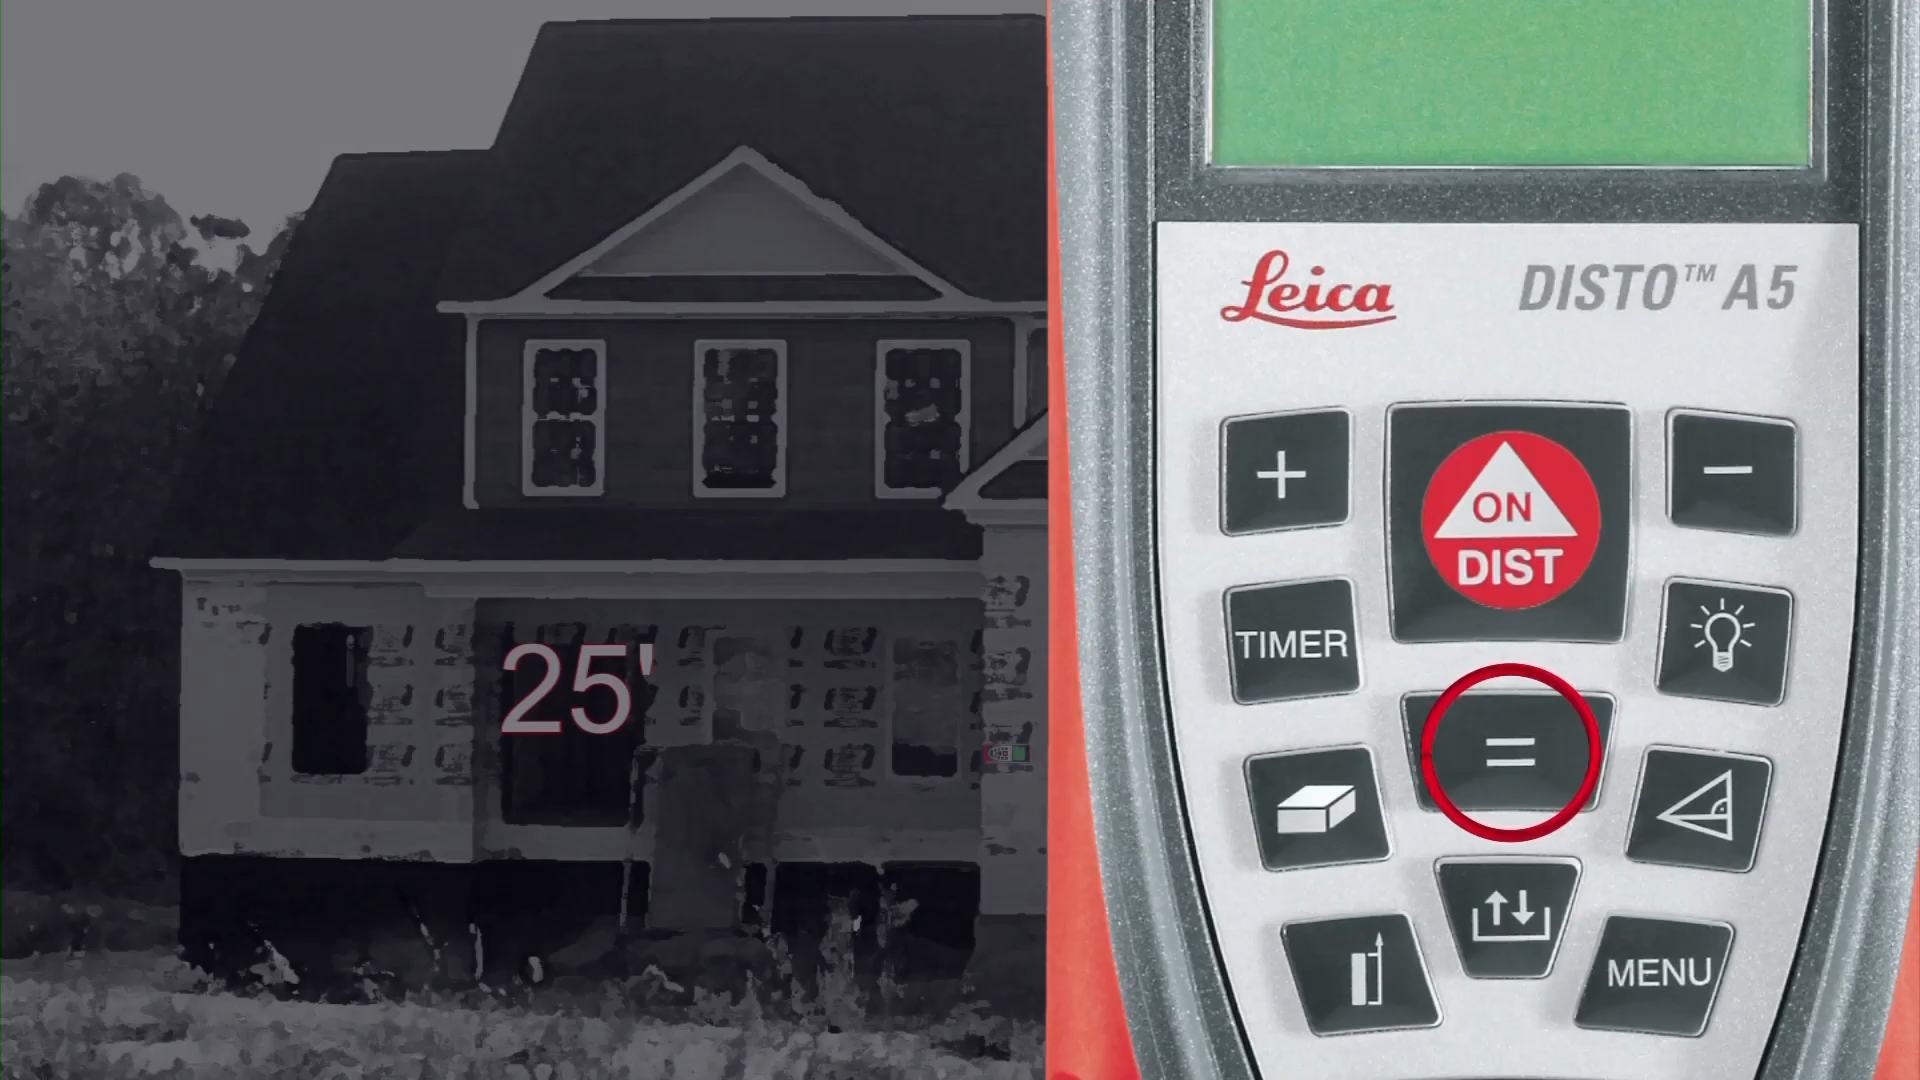 25'
Leica
DISTO™ A5
+
ON
DIST
−
TIMER
=
MENU